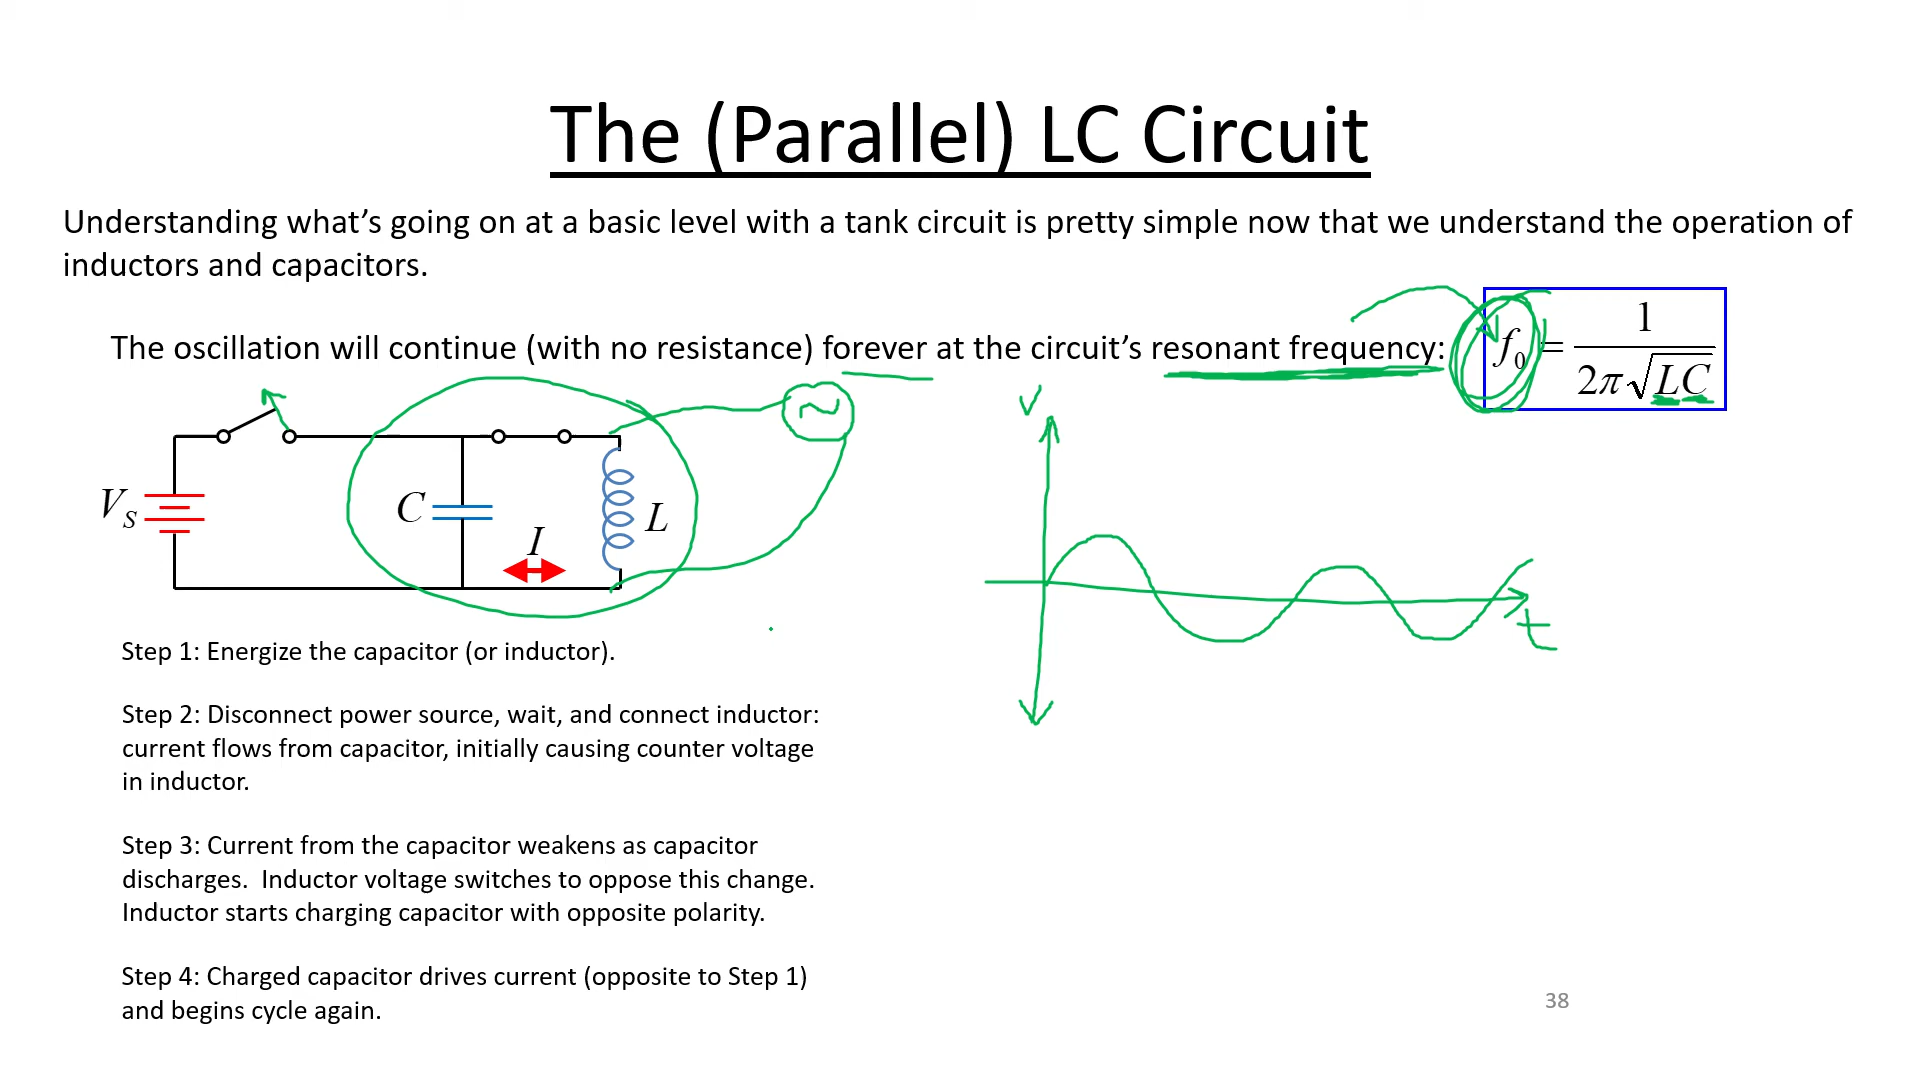 The (Parallel) LC Circuit
Understanding what’s going on at a basic level with a tank circuit is pretty simple now that we understand the operation of
inductors and capacitors.
The oscillation will continue (with no resistance) forever at the circuit’s resonant frequency:
f₀ = 1 / 2π√LC
V
V_S
C
I
L
t
Step 1: Energize the capacitor (or inductor).
Step 2: Disconnect power source, wait, and connect inductor:
current flows from capacitor, initially causing counter voltage
in inductor.
Step 3: Current from the capacitor weakens as capacitor
discharges.  Inductor voltage switches to oppose this change.
Inductor starts charging capacitor with opposite polarity.
Step 4: Charged capacitor drives current (opposite to Step 1)
and begins cycle again.
38